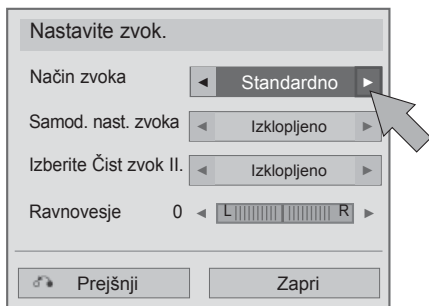 Nastavite zvok.
Način zvoka ◄ Standardno ►
Samod. nast. zvoka ◄ Izklopljeno ►
Izberite Čist zvok II. ◄ Izklopljeno ►
Ravnovesje 0 ◄ L R ►
Prejšnji Zapri